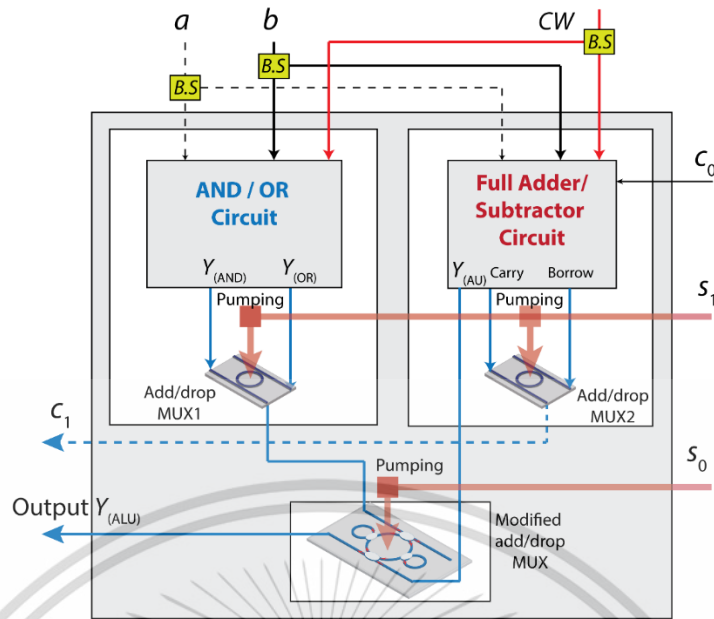 a
b
CW
B.S
B.S
B.S
C0
AND / OR
Circuit
Full Adder/
Subtractor
Circuit
Y(AND)
Y(OR)
Y(AU)
Carry
Borrow
S1
Pumping
Pumping
Add/drop
MUX1
Add/drop
MUX2
C1
S0
Pumping
Output Y(ALU)
Modified
add/drop
MUX